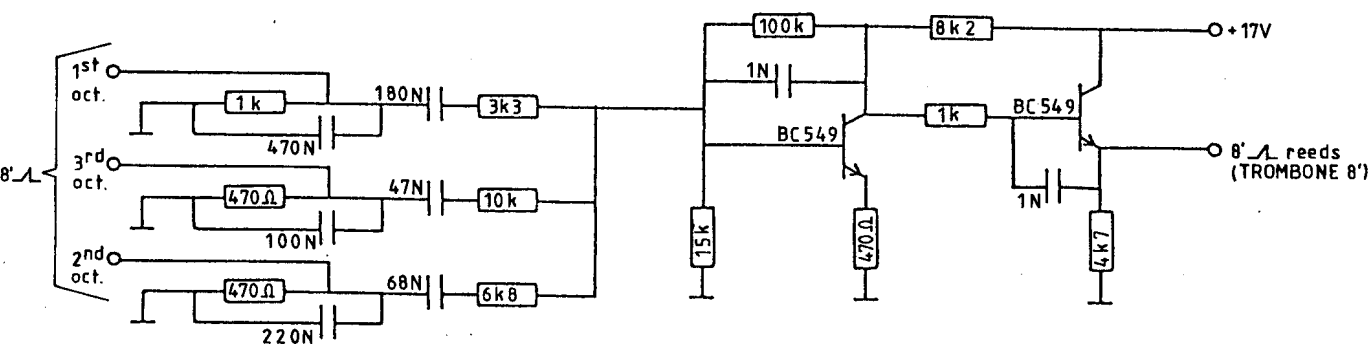 8'
1st
oct.
1k
470N
180N
3k3
3rd
oct.
470Ω
100N
47N
10k
2nd
oct.
470Ω
220N
68N
6k8
100k
1N
15k
BC549
470Ω
8k2
1k
BC549
1N
4k7
+17V
8' reeds
(TROMBONE 8')